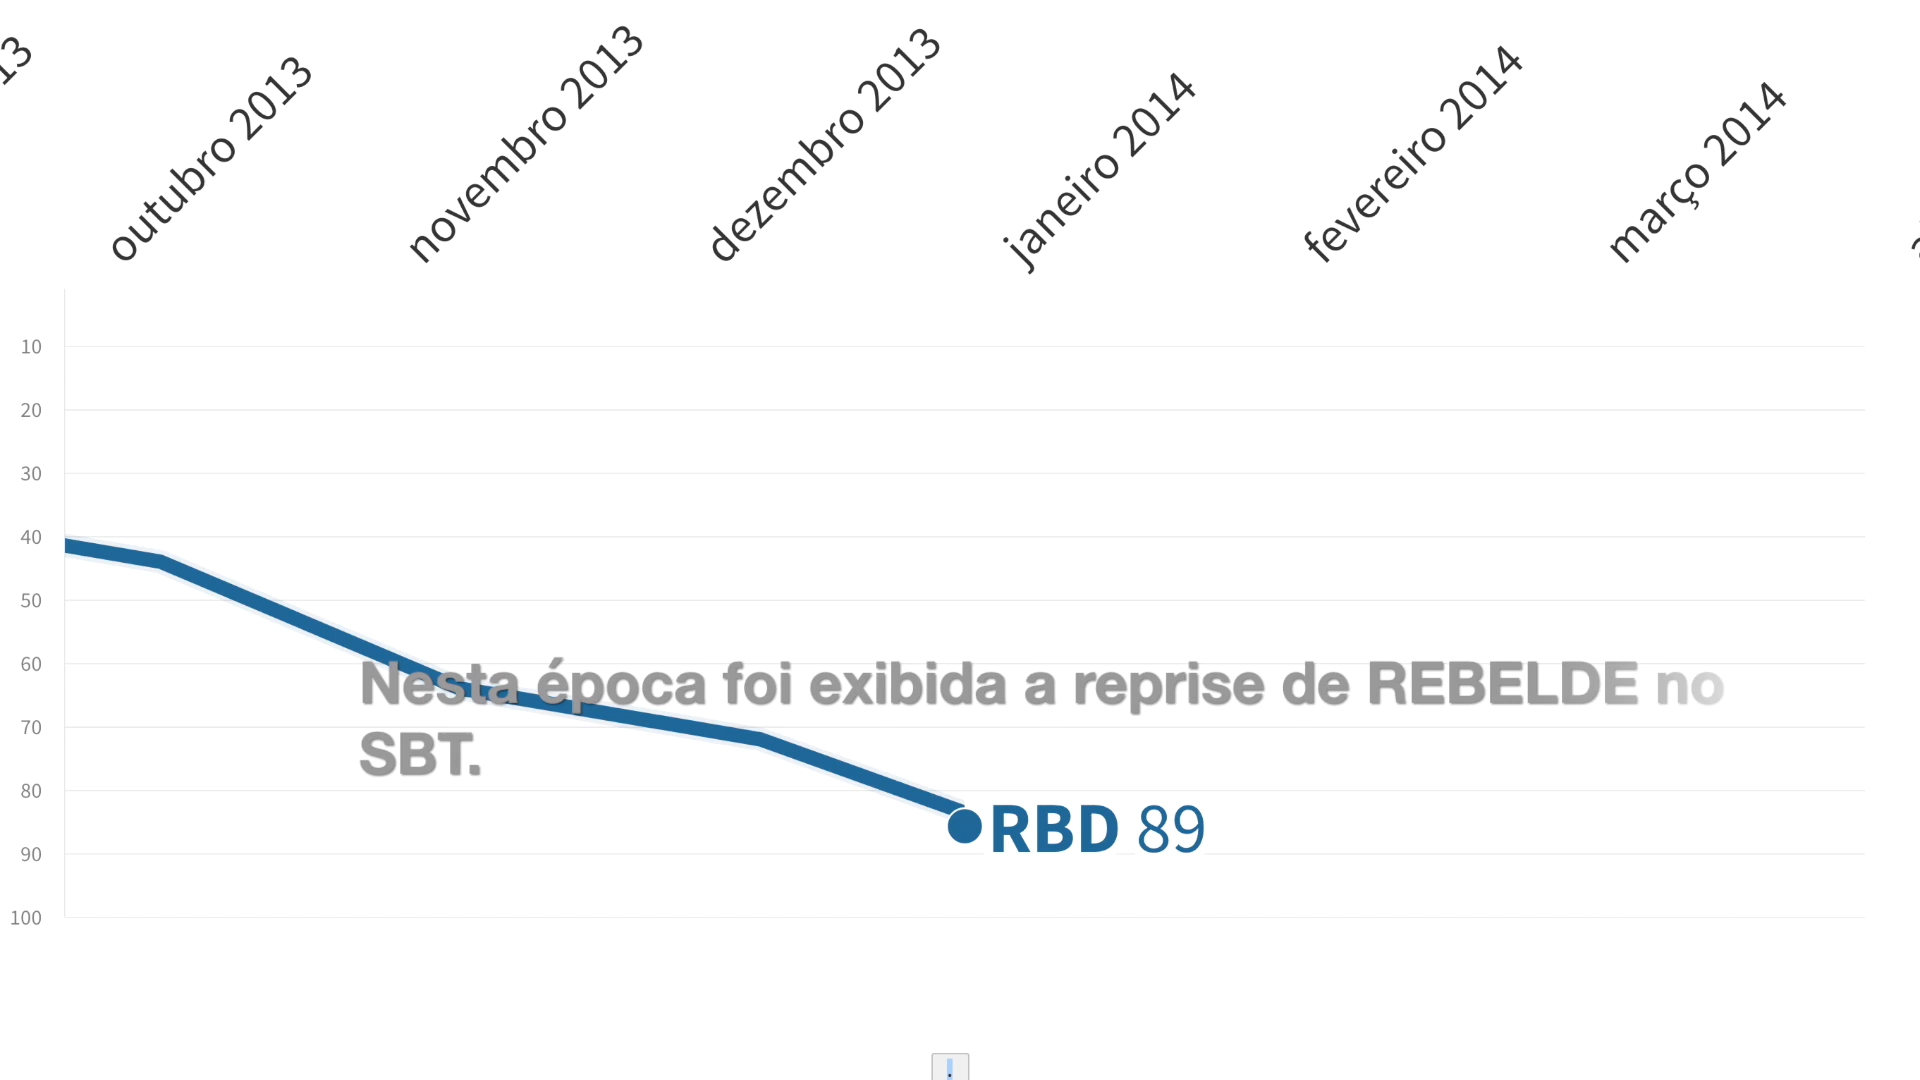 13
outubro 2013
novembro 2013
dezembro 2013
janeiro 2014
fevereiro 2014
março 2014
10
20
30
40
50
60
70
80
90
100
Nesta época foi exibida a reprise de REBELDE no
SBT.
RBD 89